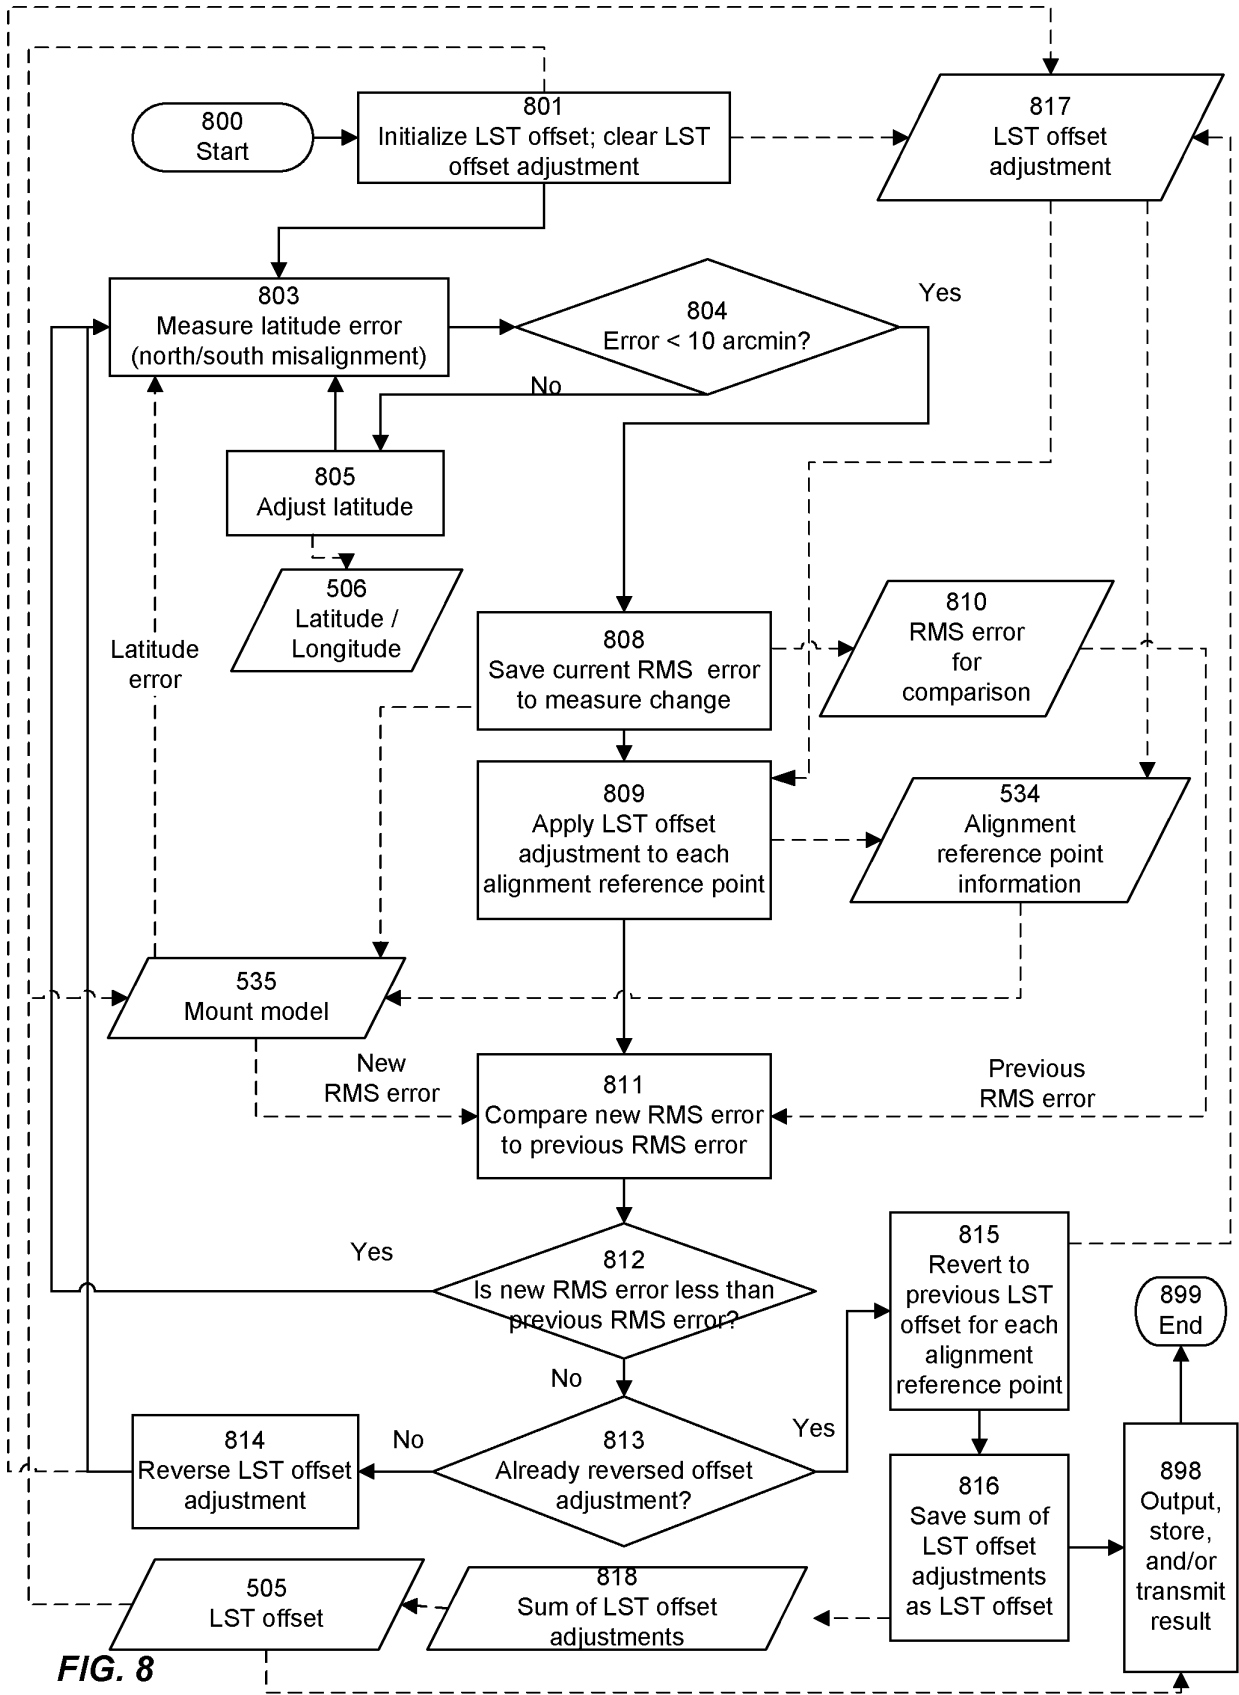 800
Start
801
Initialize LST offset; clear LST
offset adjustment
817
LST offset
adjustment
803
Measure latitude error
(north/south misalignment)
804
Error < 10 arcmin?
Yes
No
805
Adjust latitude
506
Latitude /
Longitude
Latitude
error
808
Save current RMS error
to measure change
810
RMS error
for
comparison
809
Apply LST offset
adjustment to each
alignment reference point
534
Alignment
reference point
information
535
Mount model
New
RMS error
811
Compare new RMS error
to previous RMS error
Previous
RMS error
Yes
812
Is new RMS error less than
previous RMS error?
No
815
Revert to
previous LST
offset for each
alignment
reference point
899
End
814
Reverse LST offset
adjustment
No
813
Already reversed offset
adjustment?
Yes
816
Save sum of
LST offset
adjustments
as LST offset
898
Output,
store,
and/or
transmit
result
505
LST offset
818
Sum of LST offset
adjustments
FIG. 8